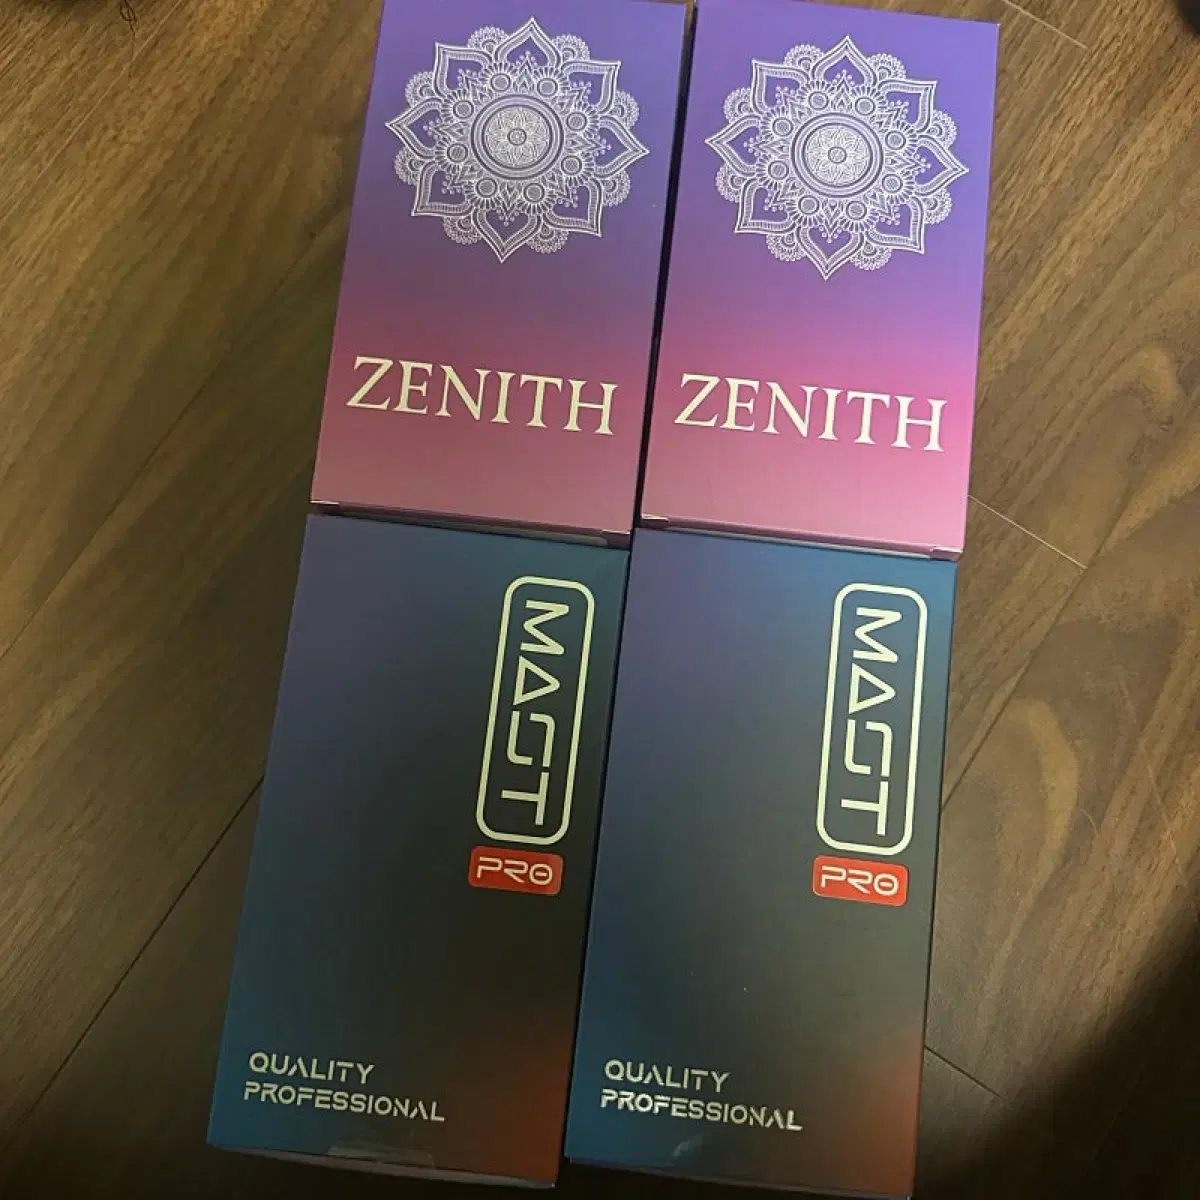 ZENITH
ZENITH
MAST
PRO
QUALITY
PROFESSIONAL
MAST
PRO
QUALITY
PROFESSIONAL